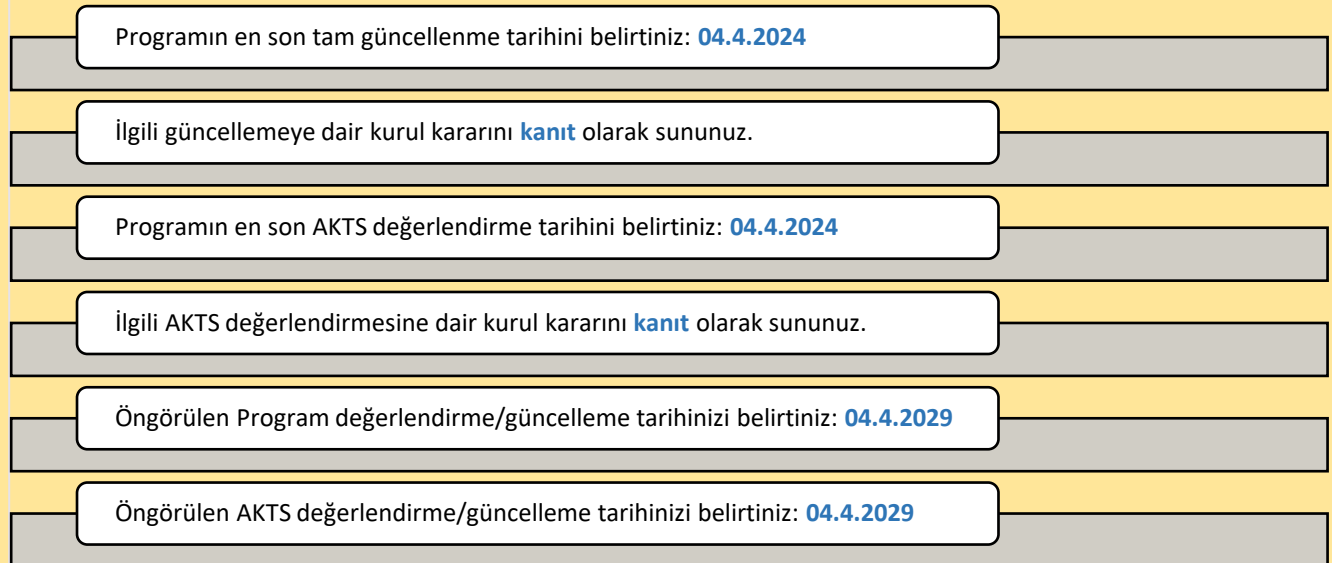 Programın en son tam güncellenme tarihini belirtiniz: 04.4.2024
İlgili güncellemeye dair kurul kararını kanıt olarak sununuz.
Programın en son AKTS değerlendirme tarihini belirtiniz: 04.4.2024
İlgili AKTS değerlendirmesine dair kurul kararını kanıt olarak sununuz.
Öngörülen Program değerlendirme/güncelleme tarihinizi belirtiniz: 04.4.2029
Öngörülen AKTS değerlendirme/güncelleme tarihinizi belirtiniz: 04.4.2029